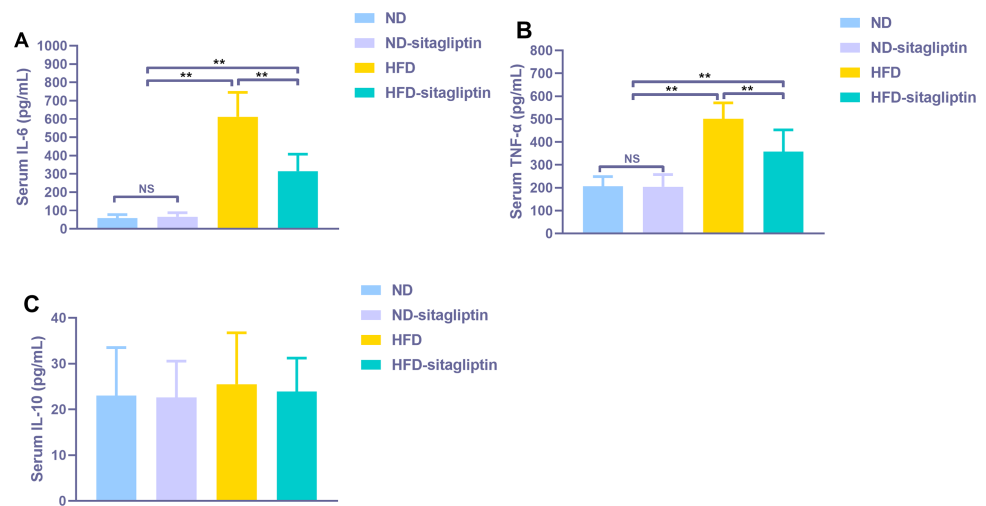 A
Serum IL-6 (pg/mL)
1000
900
800
700
600
500
400
300
200
100
0
NS
**
**
**
ND
ND-sitagliptin
HFD
HFD-sitagliptin
B
Serum TNF-α (pg/mL)
800
700
600
500
400
300
200
100
0
NS
**
**
**
ND
ND-sitagliptin
HFD
HFD-sitagliptin
C
Serum IL-10 (pg/mL)
40
30
20
10
0
ND
ND-sitagliptin
HFD
HFD-sitagliptin